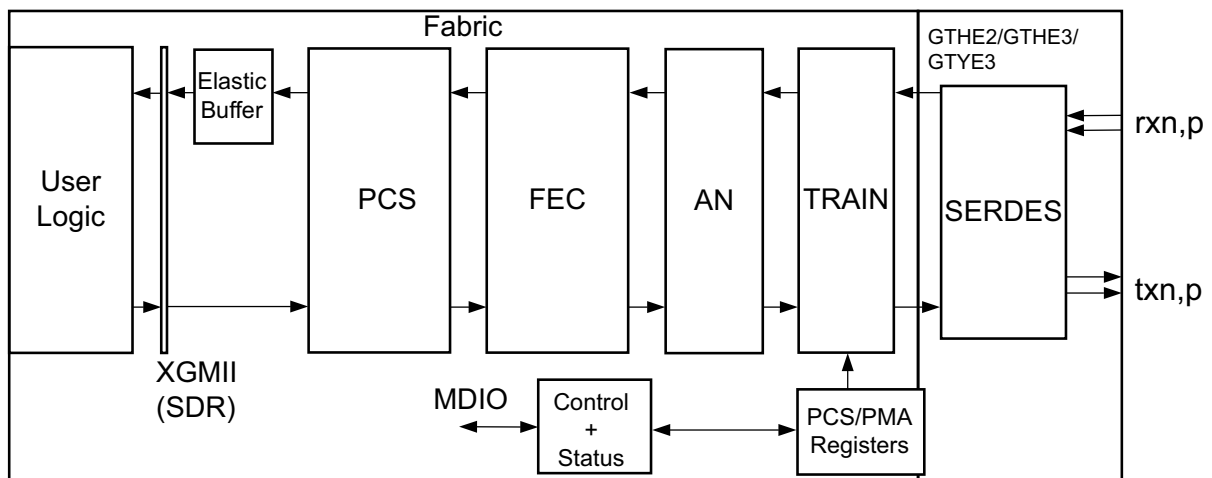 Fabric
GTHE2/GTHE3/
GTYE3
Elastic
Buffer
User
Logic
PCS
FEC
AN
TRAIN
SERDES
rxn,p
txn,p
XGMII
(SDR)
MDIO
Control
+
Status
PCS/PMA
Registers